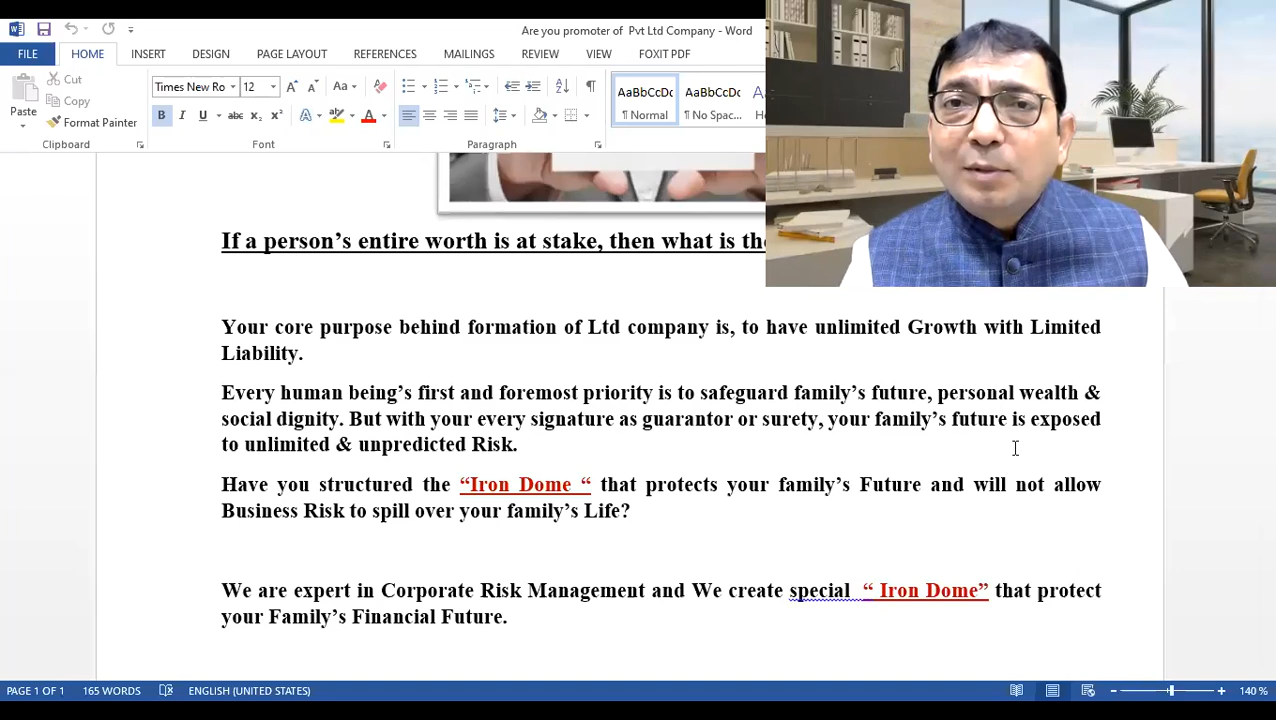 Are you promoter of Pvt Ltd Company - Word
FILE HOME INSERT DESIGN PAGE LAYOUT REFERENCES MAILINGS REVIEW VIEW FOXIT PDF
Cut
Copy
Format Painter
Paste
Times New Ro 12
AaBbCcDc AaBbCcDc
¶ Normal ¶ No Spac...
Clipboard Font Paragraph
If a person's entire worth is at stake, then what is the
Your core purpose behind formation of Ltd company is, to have unlimited Growth with Limited
Liability.
Every human being's first and foremost priority is to safeguard family's future, personal wealth &
social dignity. But with your every signature as guarantor or surety, your family's future is exposed
to unlimited & unpredicted Risk.
Have you structured the “Iron Dome “ that protects your family's Future and will not allow
Business Risk to spill over your family's Life?
We are expert in Corporate Risk Management and We create special “ Iron Dome” that protect
your Family's Financial Future.
PAGE 1 OF 1 165 WORDS ENGLISH (UNITED STATES) 140 %